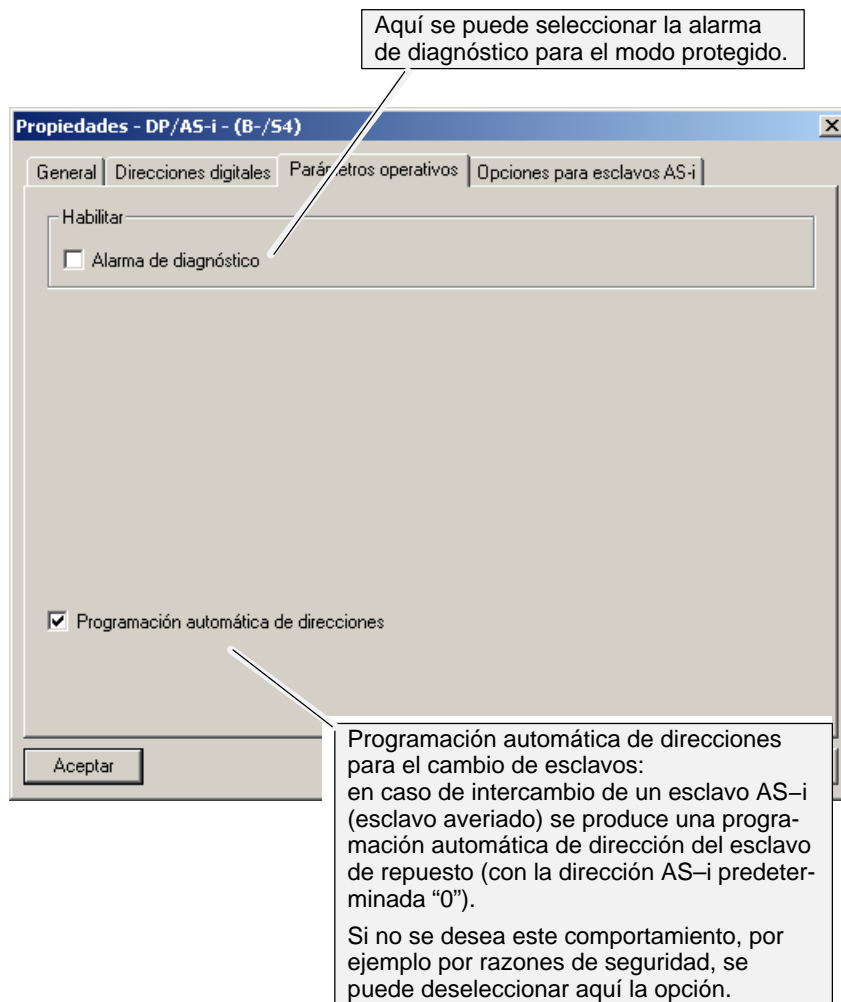 Aquí se puede seleccionar la alarma
de diagnóstico para el modo protegido.
Propiedades - DP/AS-i - (B-/S4)
General
Direcciones digitales
Parámetros operativos
Opciones para esclavos AS-i
Habilitar
Alarma de diagnóstico
Programación automática de direcciones
Aceptar
Programación automática de direcciones
para el cambio de esclavos:
en caso de intercambio de un esclavo AS–i
(esclavo averiado) se produce una progra-
mación automática de dirección del esclavo
de repuesto (con la dirección AS–i predeter-
minada “0”).
Si no se desea este comportamiento, por
ejemplo por razones de seguridad, se
puede deseleccionar aquí la opción.